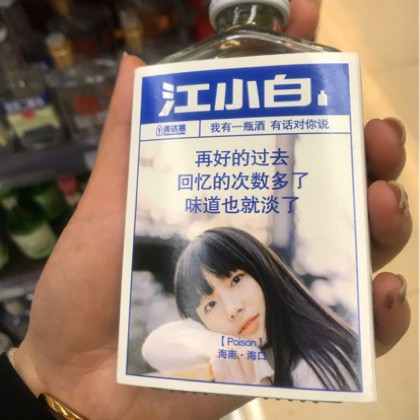 江小白
表达瓶
我有一瓶酒 有话对你说
再好的过去
回忆的次数多了
味道也就淡了
【Poison】
海南·海口